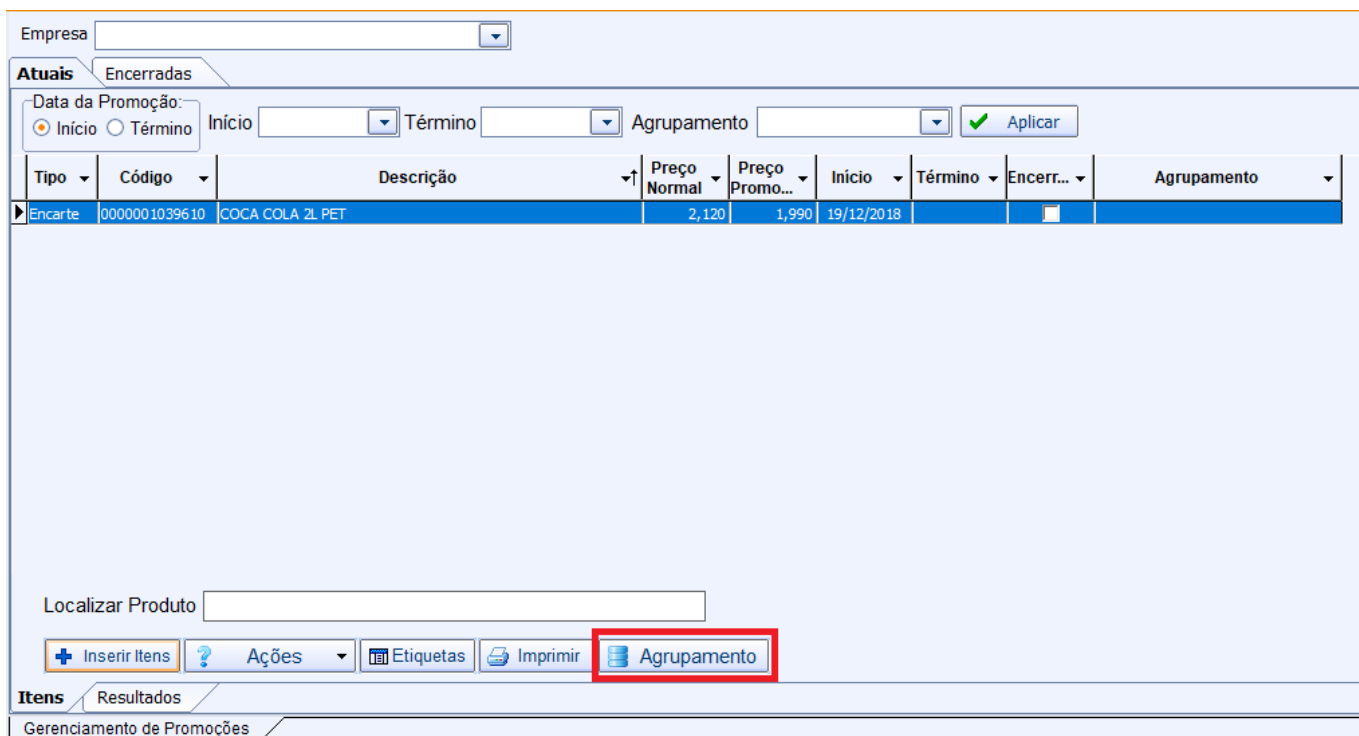 Empresa
Atuais Encerradas
Data da Promoção:
Início Término Início Término Agrupamento Aplicar
Tipo Código Descrição Preço Normal Preço Promo... Início Término Encerr... Agrupamento
Encarte 0000001039610 COCA COLA 2L PET 2,120 1,990 19/12/2018
Localizar Produto
Inserir Itens Ações Etiquetas Imprimir Agrupamento
Itens Resultados
Gerenciamento de Promoções